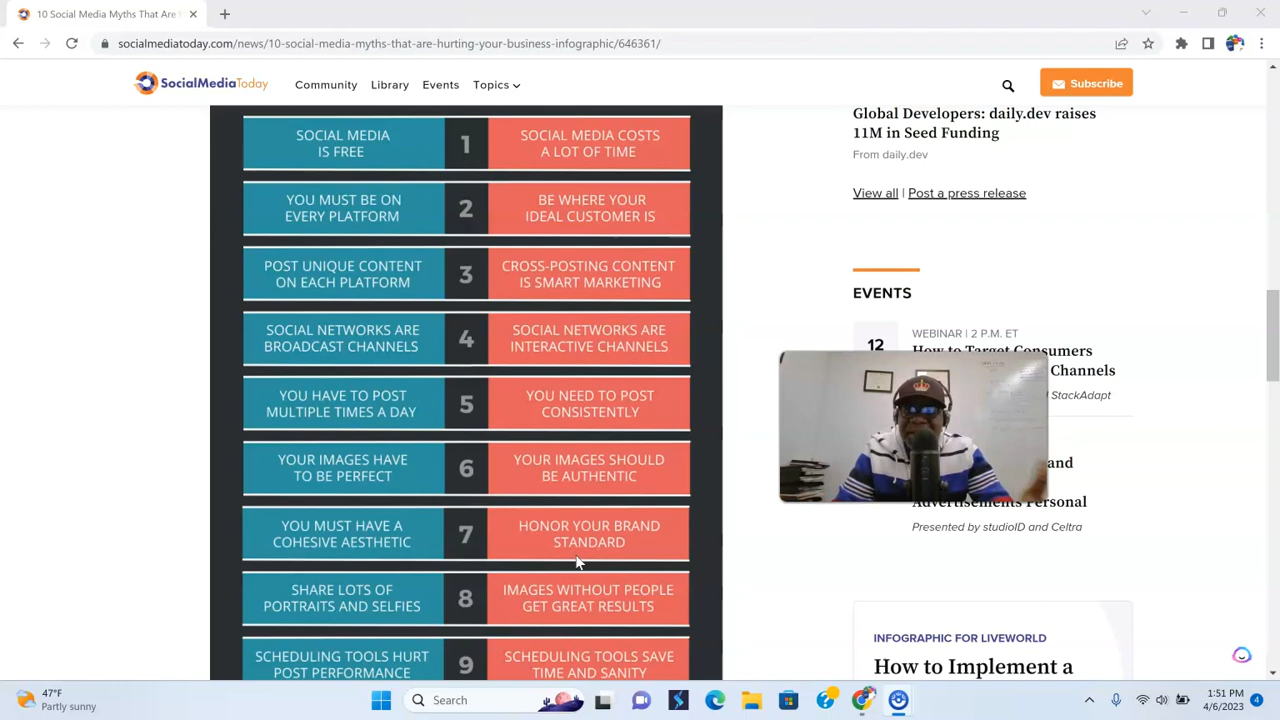 10 Social Media Myths That Are
socialmediatoday.com/news/10-social-media-myths-that-are-hurting-your-business-infographic/646361/
SocialMediaToday
Community
Library
Events
Topics
Subscribe
SOCIAL MEDIA
IS FREE
1
SOCIAL MEDIA COSTS
A LOT OF TIME
YOU MUST BE ON
EVERY PLATFORM
2
BE WHERE YOUR
IDEAL CUSTOMER IS
POST UNIQUE CONTENT
ON EACH PLATFORM
3
CROSS-POSTING CONTENT
IS SMART MARKETING
SOCIAL NETWORKS ARE
BROADCAST CHANNELS
4
SOCIAL NETWORKS ARE
INTERACTIVE CHANNELS
YOU HAVE TO POST
MULTIPLE TIMES A DAY
5
YOU NEED TO POST
CONSISTENTLY
YOUR IMAGES HAVE
TO BE PERFECT
6
YOUR IMAGES SHOULD
BE AUTHENTIC
YOU MUST HAVE A
COHESIVE AESTHETIC
7
HONOR YOUR BRAND
STANDARD
SHARE LOTS OF
PORTRAITS AND SELFIES
8
IMAGES WITHOUT PEOPLE
GET GREAT RESULTS
SCHEDULING TOOLS HURT
POST PERFORMANCE
9
SCHEDULING TOOLS SAVE
TIME AND SANITY
Global Developers: daily.dev raises
11M in Seed Funding
From daily.dev
View all | Post a press release
EVENTS
12
WEBINAR | 2 P.M. ET
How to Target Consumers
Channels
StackAdapt
and
Advertisements Personal
Presented by studioID and Celtra
INFOGRAPHIC FOR LIVEWORLD
How to Implement a
47°F
Partly sunny
Search
1:51 PM
4/6/2023
4